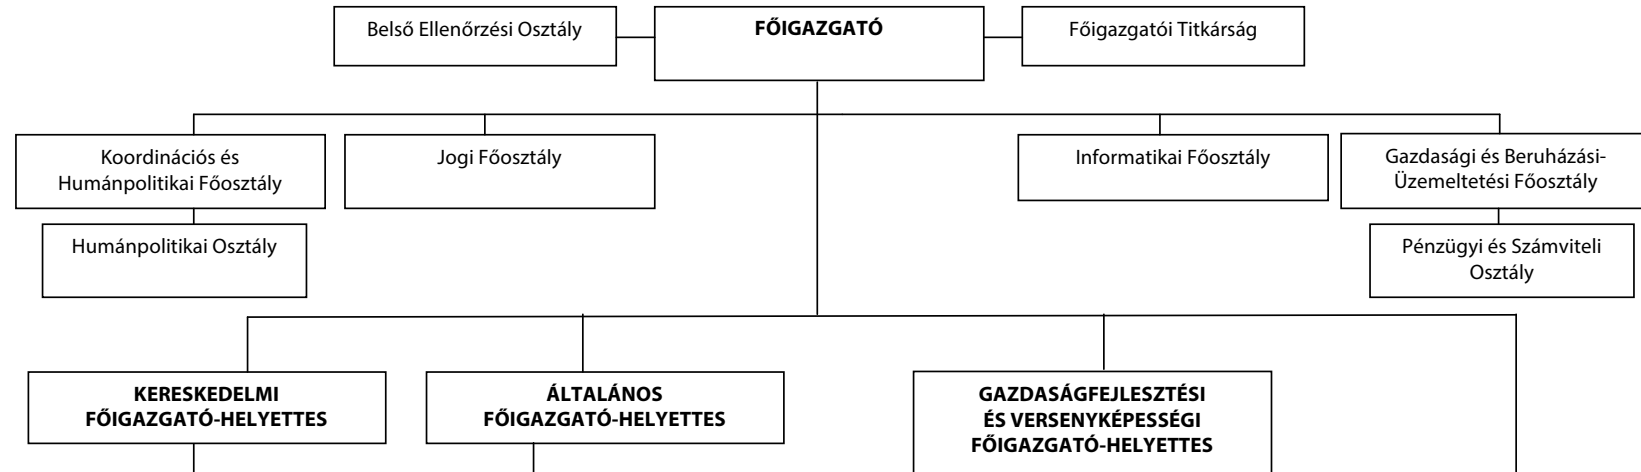 Belső Ellenőrzési Osztály
FŐIGAZGATÓ
Főigazgatói Titkárság
Koordinációs és
Humánpolitikai Főosztály
Jogi Főosztály
Informatikai Főosztály
Gazdasági és Beruházási-
Üzemeltetési Főosztály
Humánpolitikai Osztály
Pénzügyi és Számviteli
Osztály
KERESKEDELMI
FŐIGAZGATÓ-HELYETTES
ÁLTALÁNOS
FŐIGAZGATÓ-HELYETTES
GAZDASÁGFEJLESZTÉSI
ÉS VERSENYKÉPESSÉGI
FŐIGAZGATÓ-HELYETTES